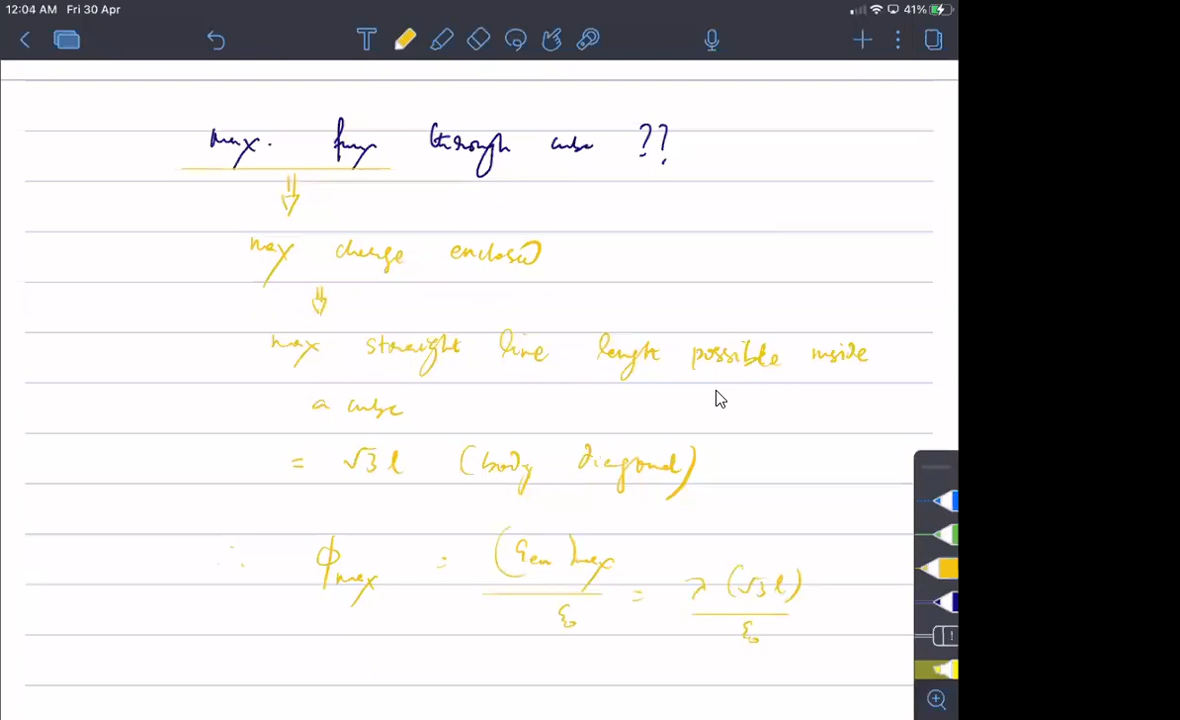 12:04 AM Fri 30 Apr 41%
T
max. flux through cube ??
⇓
max charge enclosed
⇓
max straight line length possible inside
a cube
= √3 l (body diagonal)
∴ ϕmax = (qen)max / ε₀ = λ (√3 l) / ε₀